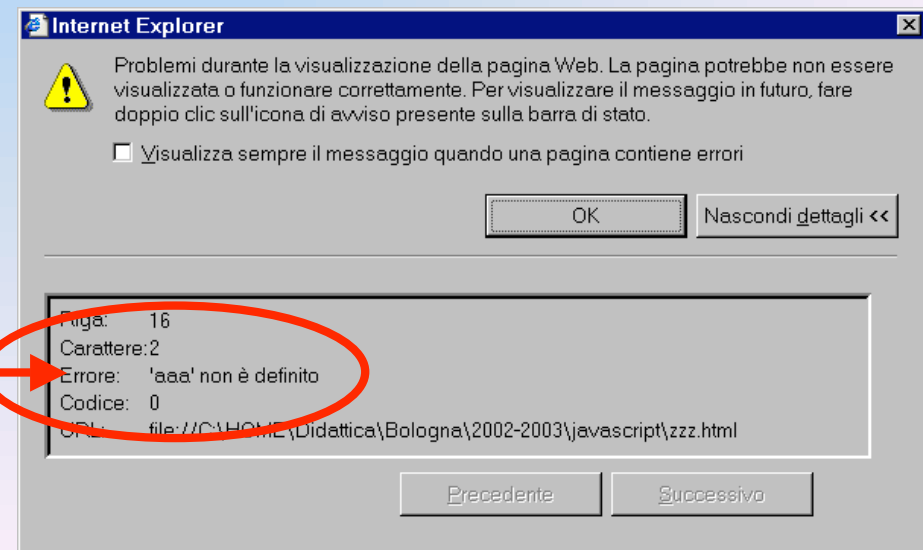 Internet Explorer
Problemi durante la visualizzazione della pagina Web. La pagina potrebbe non essere
visualizzata o funzionare correttamente. Per visualizzare il messaggio in futuro, fare
doppio clic sull'icona di avviso presente sulla barra di stato.
Visualizza sempre il messaggio quando una pagina contiene errori
OK
Nascondi dettagli <<
Riga: 16
Carattere:2
Errore: 'aaa' non è definito
Codice: 0
URL: file://C:\HOME\Didattica\Bologna\2002-2003\javascript\zzz.html
Precedente
Successivo